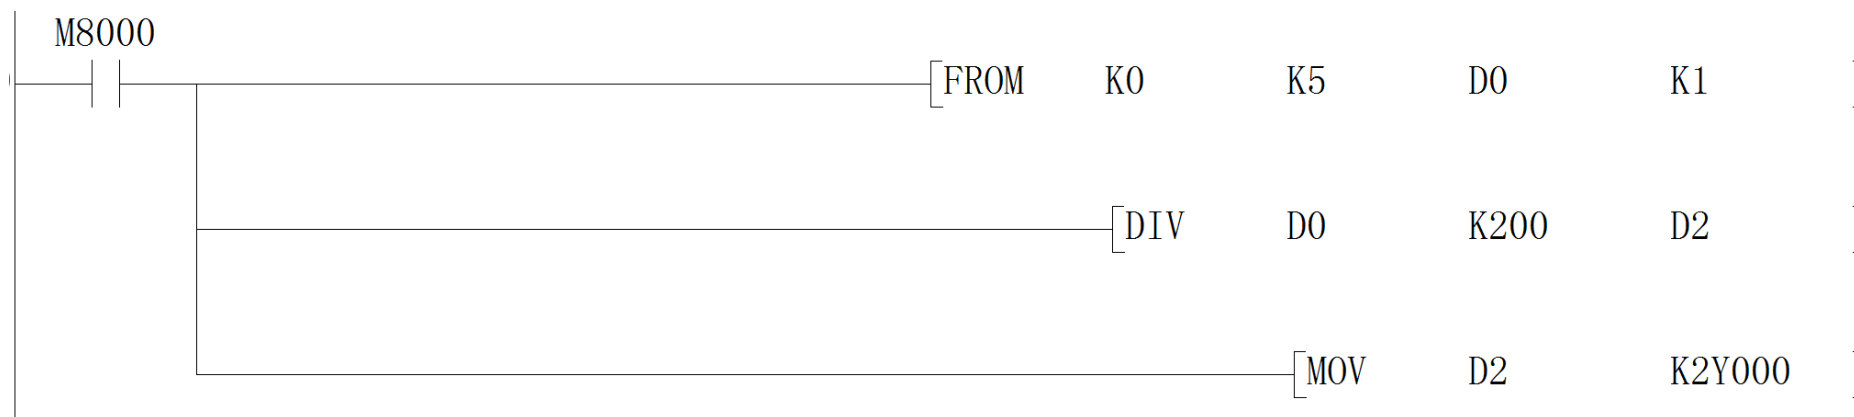 M8000
FROM K0 K5 D0 K1
DIV D0 K200 D2
MOV D2 K2Y000